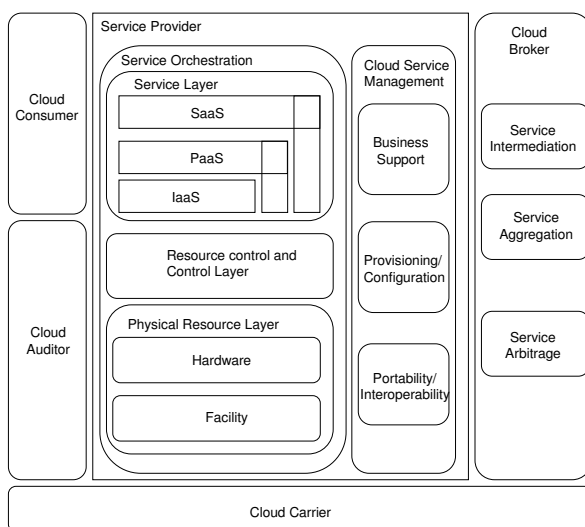 Service Provider
Cloud
Broker
Service Orchestration
Cloud Service
Management
Service Layer
Cloud
Consumer
SaaS
Business
Support
Service
Intermediation
PaaS
IaaS
Service
Aggregation
Resource control and
Control Layer
Provisioning/
Configuration
Physical Resource Layer
Cloud
Auditor
Hardware
Service
Arbitrage
Portability/
Interoperability
Facility
Cloud Carrier